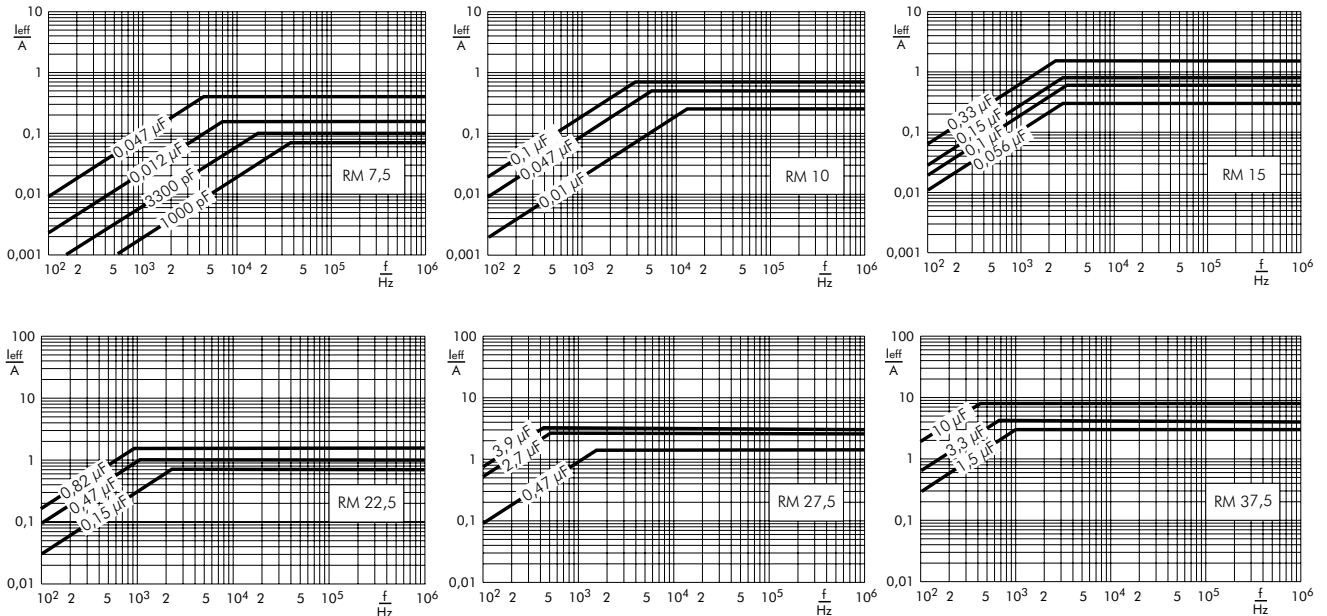 10
Ieff
A
1
0,1
0,01
0,001
0,047 µF
0,012 µF
3300 pF
1000 pF
RM 7,5
10² 2 5 10³ 2 5 10⁴ 2 5 10⁵ f 10⁶
Hz
10
Ieff
A
1
0,1
0,01
0,001
0,1 µF
0,047 µF
0,01 µF
RM 10
10² 2 5 10³ 2 5 10⁴ 2 5 10⁵ f 10⁶
Hz
10
Ieff
A
1
0,1
0,01
0,001
0,33 µF
0,15 µF
0,1 µF
0,056 µF
RM 15
10² 2 5 10³ 2 5 10⁴ 2 5 10⁵ f 10⁶
Hz
100
Ieff
A
10
1
0,1
0,01
0,82 µF
0,47 µF
0,15 µF
RM 22,5
10² 2 5 10³ 2 5 10⁴ 2 5 10⁵ f 10⁶
Hz
100
Ieff
A
10
1
0,1
0,01
3,9 µF
2,7 µF
0,47 µF
RM 27,5
10² 2 5 10³ 2 5 10⁴ 2 5 10⁵ f 10⁶
Hz
100
Ieff
A
10
1
0,1
0,01
10 µF
3,3 µF
1,5 µF
RM 37,5
10² 2 5 10³ 2 5 10⁴ 2 5 10⁵ f 10⁶
Hz